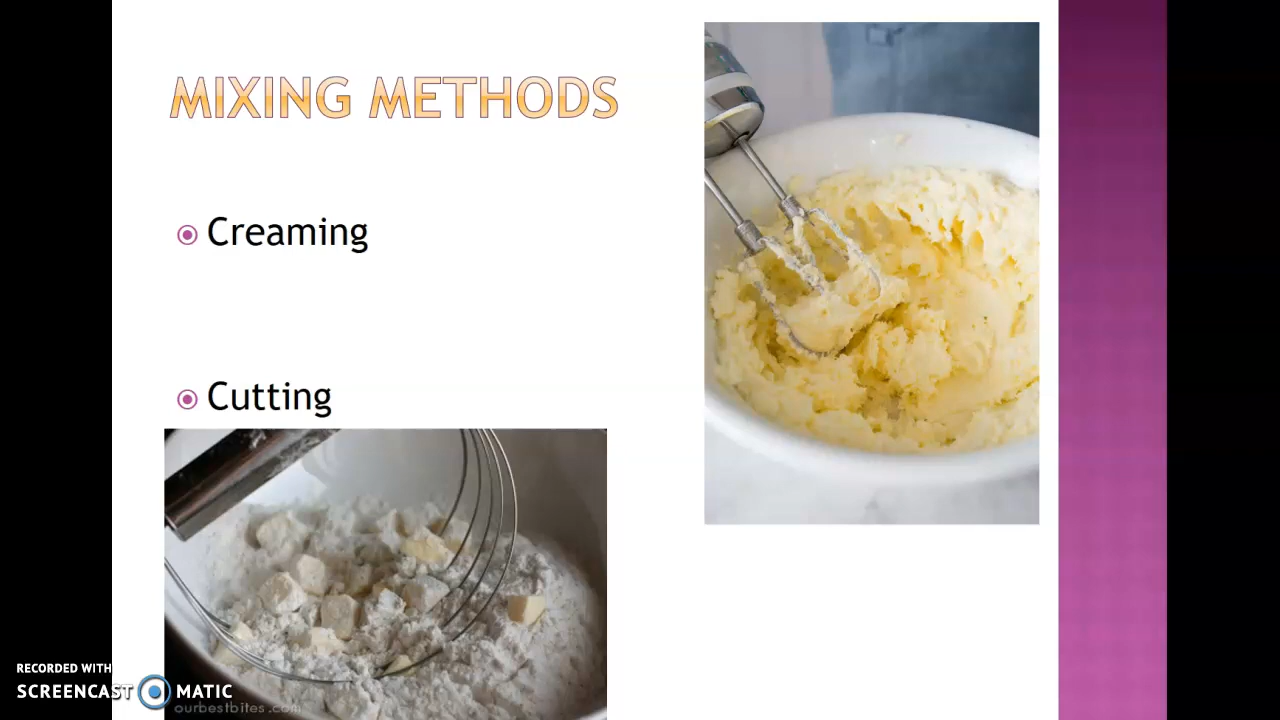 MIXING METHODS
Creaming
Cutting
RECORDED WITH
SCREENCAST MATIC
ourbestbites.com